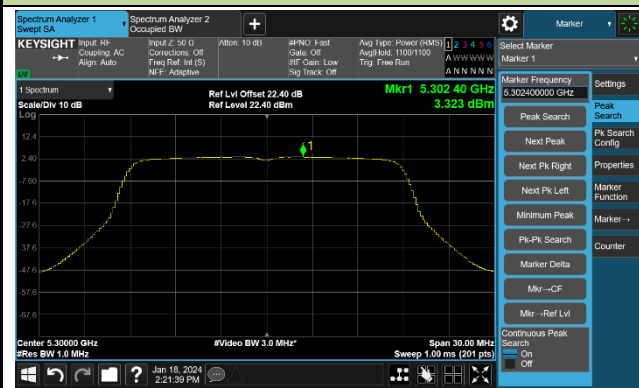 Spectrum Analyzer 1
Swept SA
Spectrum Analyzer 2
Occupied BW
Marker
KEYSIGHT
Input: RF
Coupling: AC
Align: Auto
Input Z: 50 Ω
Corrections: Off
Freq Ref: Int (S)
NFE: Adaptive
Atten: 10 dB
#PNO: Fast
Gate: Off
#IF Gain: Low
Sig Track: Off
Avg Type: Power (RMS)
Avg|Hold: 1100/1100
Trig: Free Run
1 2 3 4 5 6
A W W W W W
A N N N N N
LXI
Select Marker
Marker 1
1 Spectrum
Scale/Div 10 dB
Log
Ref Lvl Offset 22.40 dB
Ref Level 22.40 dBm
Mkr1 5.302 40 GHz
3.323 dBm
12.4
2.40
-7.60
-17.6
-27.6
-37.6
-47.6
-57.6
-67.6
1
Center 5.30000 GHz
#Res BW 1.0 MHz
#Video BW 3.0 MHz*
Span 30.00 MHz
Sweep 1.00 ms (201 pts)
Marker Frequency
5.302400000 GHz
Peak Search
Next Peak
Next Pk Right
Next Pk Left
Minimum Peak
Pk-Pk Search
Marker Delta
Mkr→CF
Mkr→Ref Lvl
Continuous Peak
Search
On
Off
Settings
Peak
Search
Pk Search
Config
Properties
Marker
Function
Marker→
Counter
Jan 18, 2024
2:21:39 PM